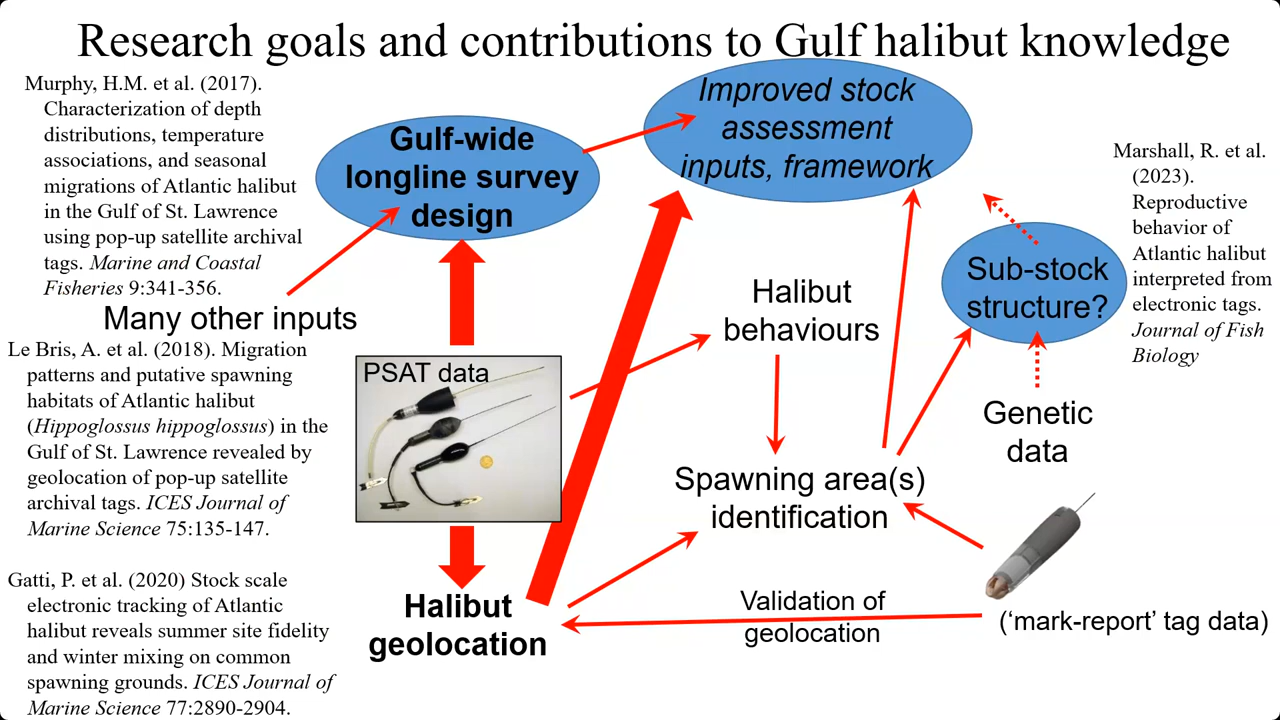 Research goals and contributions to Gulf halibut knowledge
Murphy, H.M. et al. (2017).
Characterization of depth
distributions, temperature
associations, and seasonal
migrations of Atlantic halibut
in the Gulf of St. Lawrence
using pop-up satellite archival
tags. Marine and Coastal
Fisheries 9:341-356.
Many other inputs
Le Bris, A. et al. (2018). Migration
patterns and putative spawning
habitats of Atlantic halibut
(Hippoglossus hippoglossus) in the
Gulf of St. Lawrence revealed by
geolocation of pop-up satellite
archival tags. ICES Journal of
Marine Science 75:135-147.
Gatti, P. et al. (2020) Stock scale
electronic tracking of Atlantic
halibut reveals summer site fidelity
and winter mixing on common
spawning grounds. ICES Journal of
Marine Science 77:2890-2904.
Gulf-wide
longline survey
design
PSAT data
Halibut
geolocation
Improved stock
assessment
inputs, framework
Halibut
behaviours
Spawning area(s)
identification
Validation of
geolocation
Sub-stock
structure?
Genetic
data
('mark-report' tag data)
Marshall, R. et al.
(2023).
Reproductive
behavior of
Atlantic halibut
interpreted from
electronic tags.
Journal of Fish
Biology